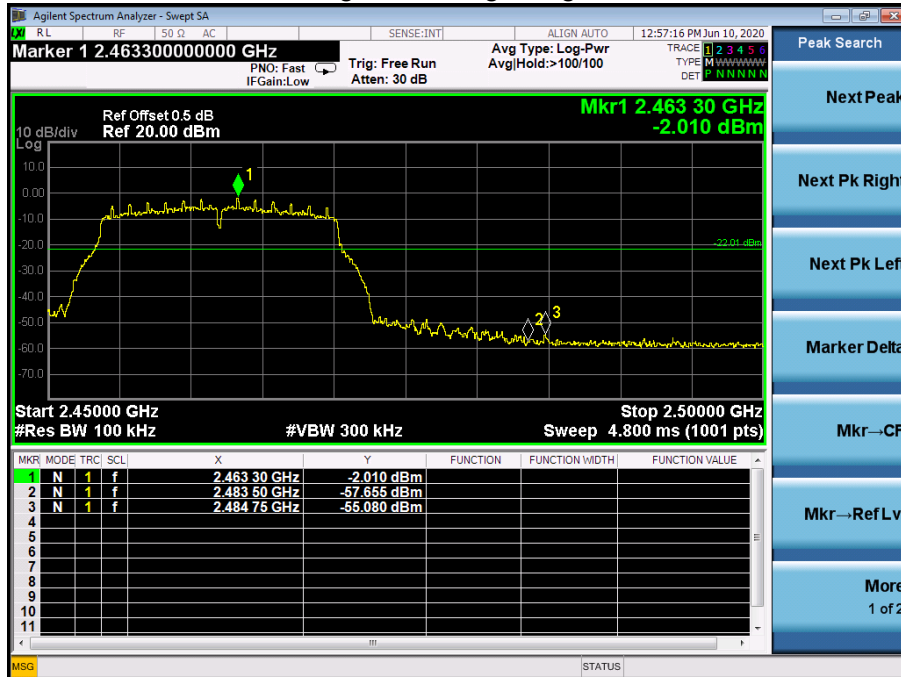 Agilent Spectrum Analyzer - Swept SA
RL RF 50 Ω AC SENSE:INT ALIGN AUTO 12:57:16 PM Jun 10, 2020
Marker 1 2.463300000000 GHz
PNO: Fast
IFGain:Low
Trig: Free Run
Atten: 30 dB
Avg Type: Log-Pwr
Avg|Hold:>100/100
TRACE 1 2 3 4 5 6
TYPE M WWWWW
DET P N N N N N
Peak Search
Ref Offset 0.5 dB
10 dB/div Ref 20.00 dBm
Log
Mkr1 2.463 30 GHz
-2.010 dBm
10.0
0.00
-10.0
-20.0
-30.0
-40.0
-50.0
-60.0
-70.0
1
-22.01 dBm
2 3
Start 2.45000 GHz Stop 2.50000 GHz
#Res BW 100 kHz #VBW 300 kHz Sweep 4.800 ms (1001 pts)
MKR MODE TRC SCL X Y FUNCTION FUNCTION WIDTH FUNCTION VALUE
1 N 1 f 2.463 30 GHz -2.010 dBm
2 N 1 f 2.483 50 GHz -57.655 dBm
3 N 1 f 2.484 75 GHz -55.080 dBm
4
5
6
7
8
9
10
11
Next Peak
Next Pk Right
Next Pk Left
Marker Delta
Mkr→CF
Mkr→Ref Lv
More
1 of 2
MSG STATUS